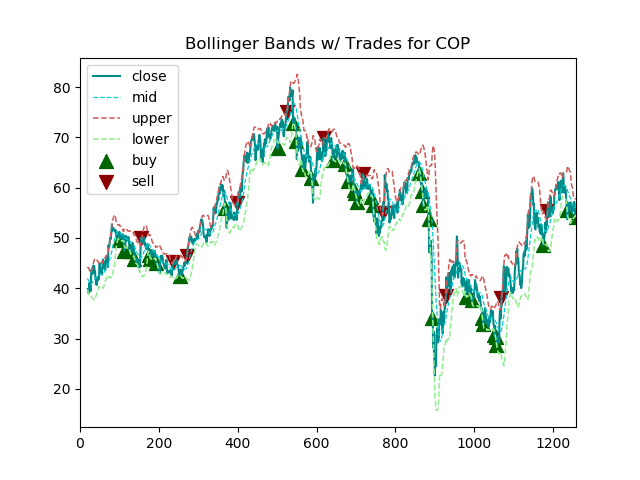 Bollinger Bands w/ Trades for COP
close
mid
upper
lower
buy
sell
80
70
60
50
40
30
20
0 200 400 600 800 1000 1200